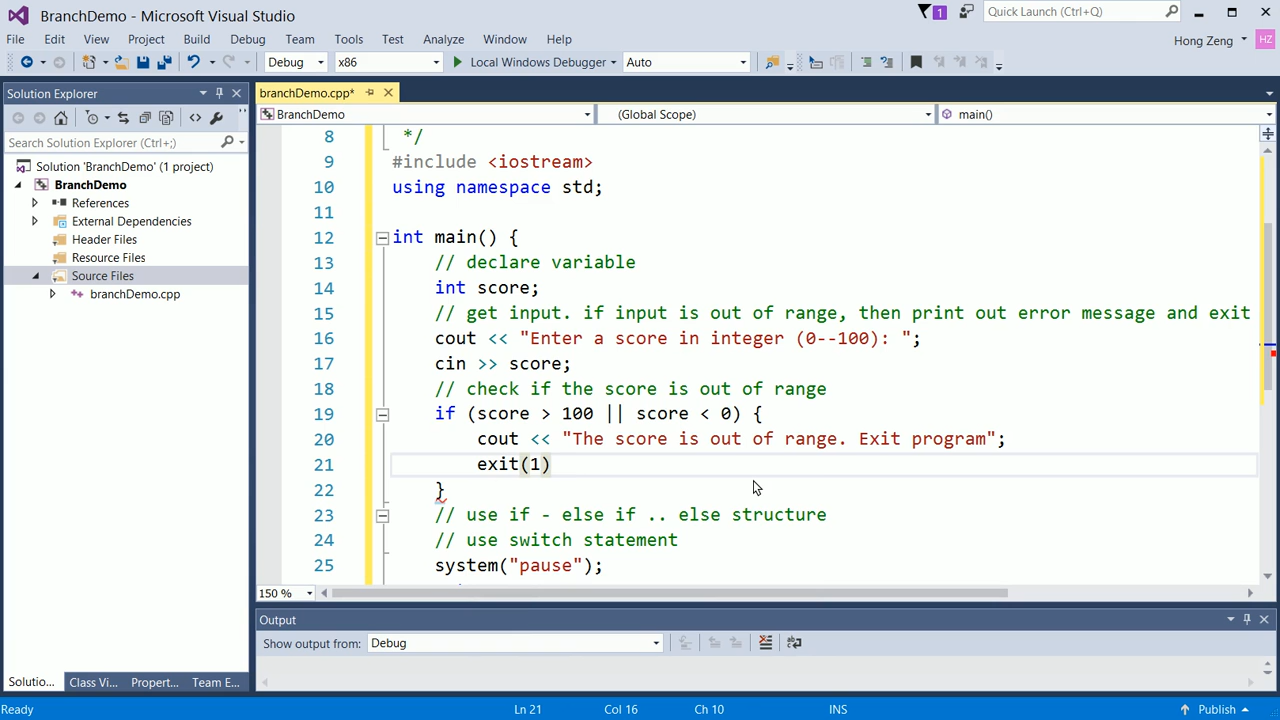 BranchDemo - Microsoft Visual Studio
1
Quick Launch (Ctrl+Q)
File Edit View Project Build Debug Team Tools Test Analyze Window Help
Hong Zeng
HZ
Debug x86 Local Windows Debugger Auto
Solution Explorer
Search Solution Explorer (Ctrl+;)
Solution 'BranchDemo' (1 project)
BranchDemo
References
External Dependencies
Header Files
Resource Files
Source Files
branchDemo.cpp
branchDemo.cpp*
BranchDemo (Global Scope) main()
8 */
9 #include <iostream>
10 using namespace std;
11
12 int main() {
13 // declare variable
14 int score;
15 // get input. if input is out of range, then print out error message and exit
16 cout << "Enter a score in integer (0--100): ";
17 cin >> score;
18 // check if the score is out of range
19 if (score > 100 || score < 0) {
20 cout << "The score is out of range. Exit program";
21 exit(1)
22 }
23 // use if - else if .. else structure
24 // use switch statement
25 system("pause");
150 %
Output
Show output from: Debug
Solutio... Class Vi... Propert... Team E...
Ready Ln 21 Col 16 Ch 10 INS Publish